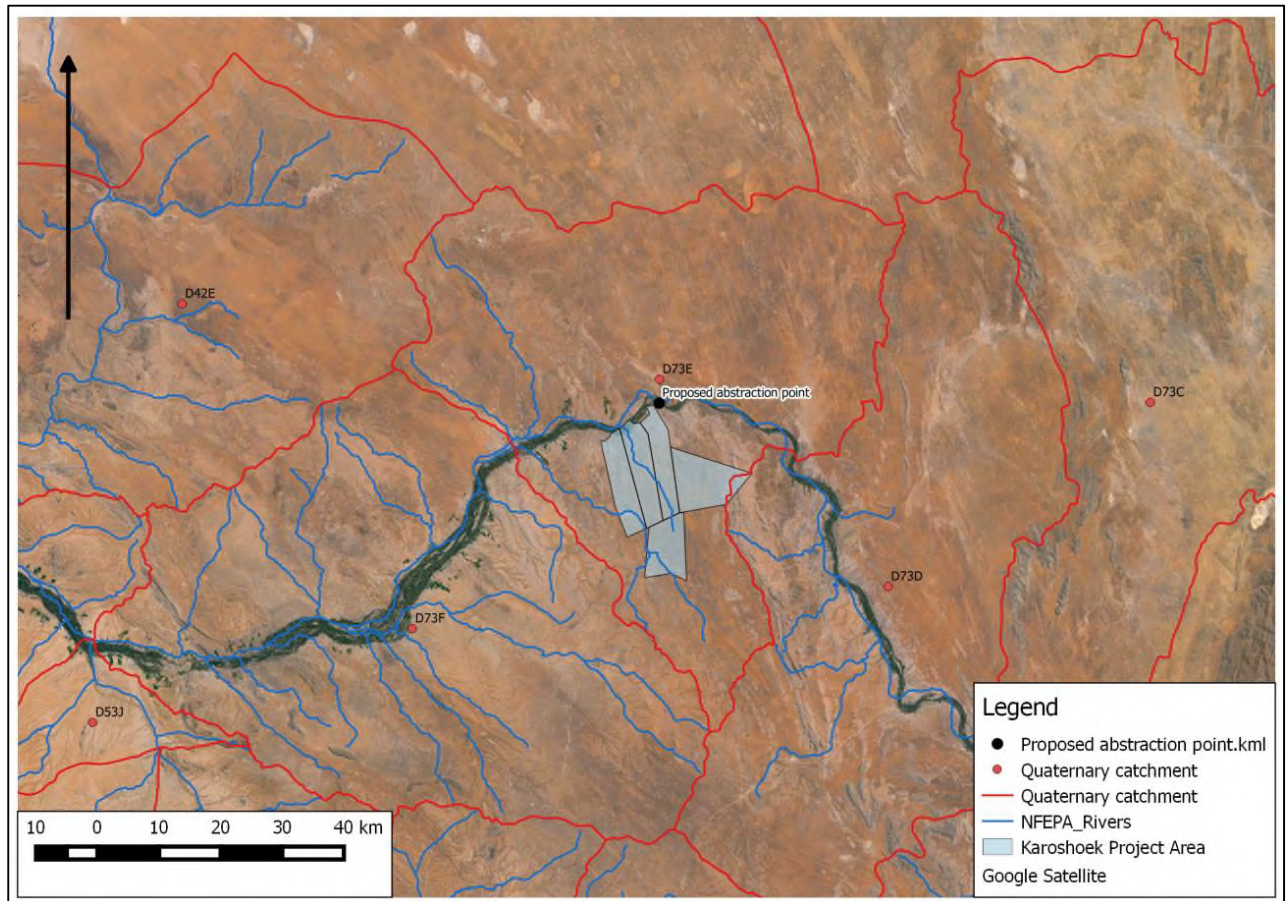 D42E
D73E
Proposed abstraction point
D73C
D73D
D73F
D53J
Legend
Proposed abstraction point.kml
Quaternary catchment
Quaternary catchment
NFEPA_Rivers
Karoshoek Project Area
Google Satellite
10 0 10 20 30 40 km